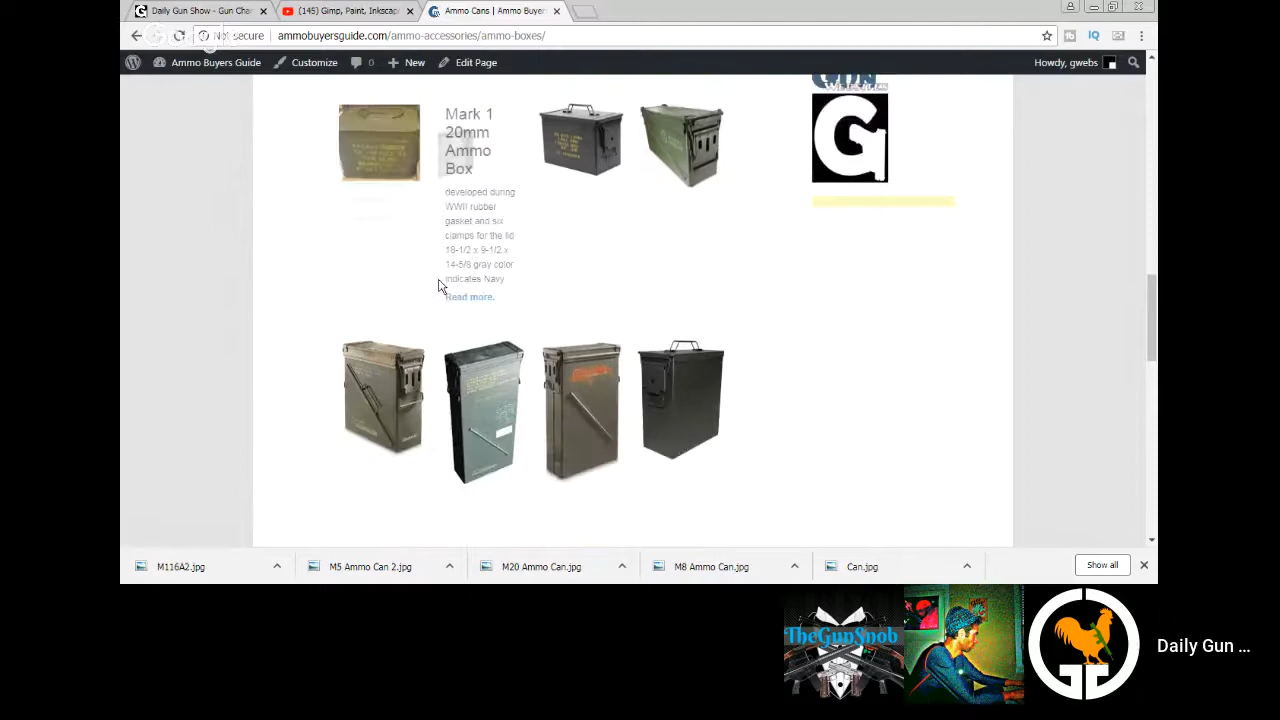 Daily Gun Show - Gun Cha
(145) Gimp, Paint, Inkscap
Ammo Cans | Ammo Buyer
Not secure
ammobuyersguide.com/ammo-accessories/ammo-boxes/
Ammo Buyers Guide
Customize
0
New
Edit Page
Howdy, gwebs
GUN
G
Mark 1
20mm
Ammo
Box
developed during
WWII rubber
gasket and six
clamps for the lid
18-1/2 x 9-1/2 x
14-5/8 gray color
indicates Navy
Read more.
M116A2.jpg
M5 Ammo Can 2.jpg
M20 Ammo Can.jpg
M8 Ammo Can.jpg
Can.jpg
Show all
TheGunSnob
Daily Gun ...